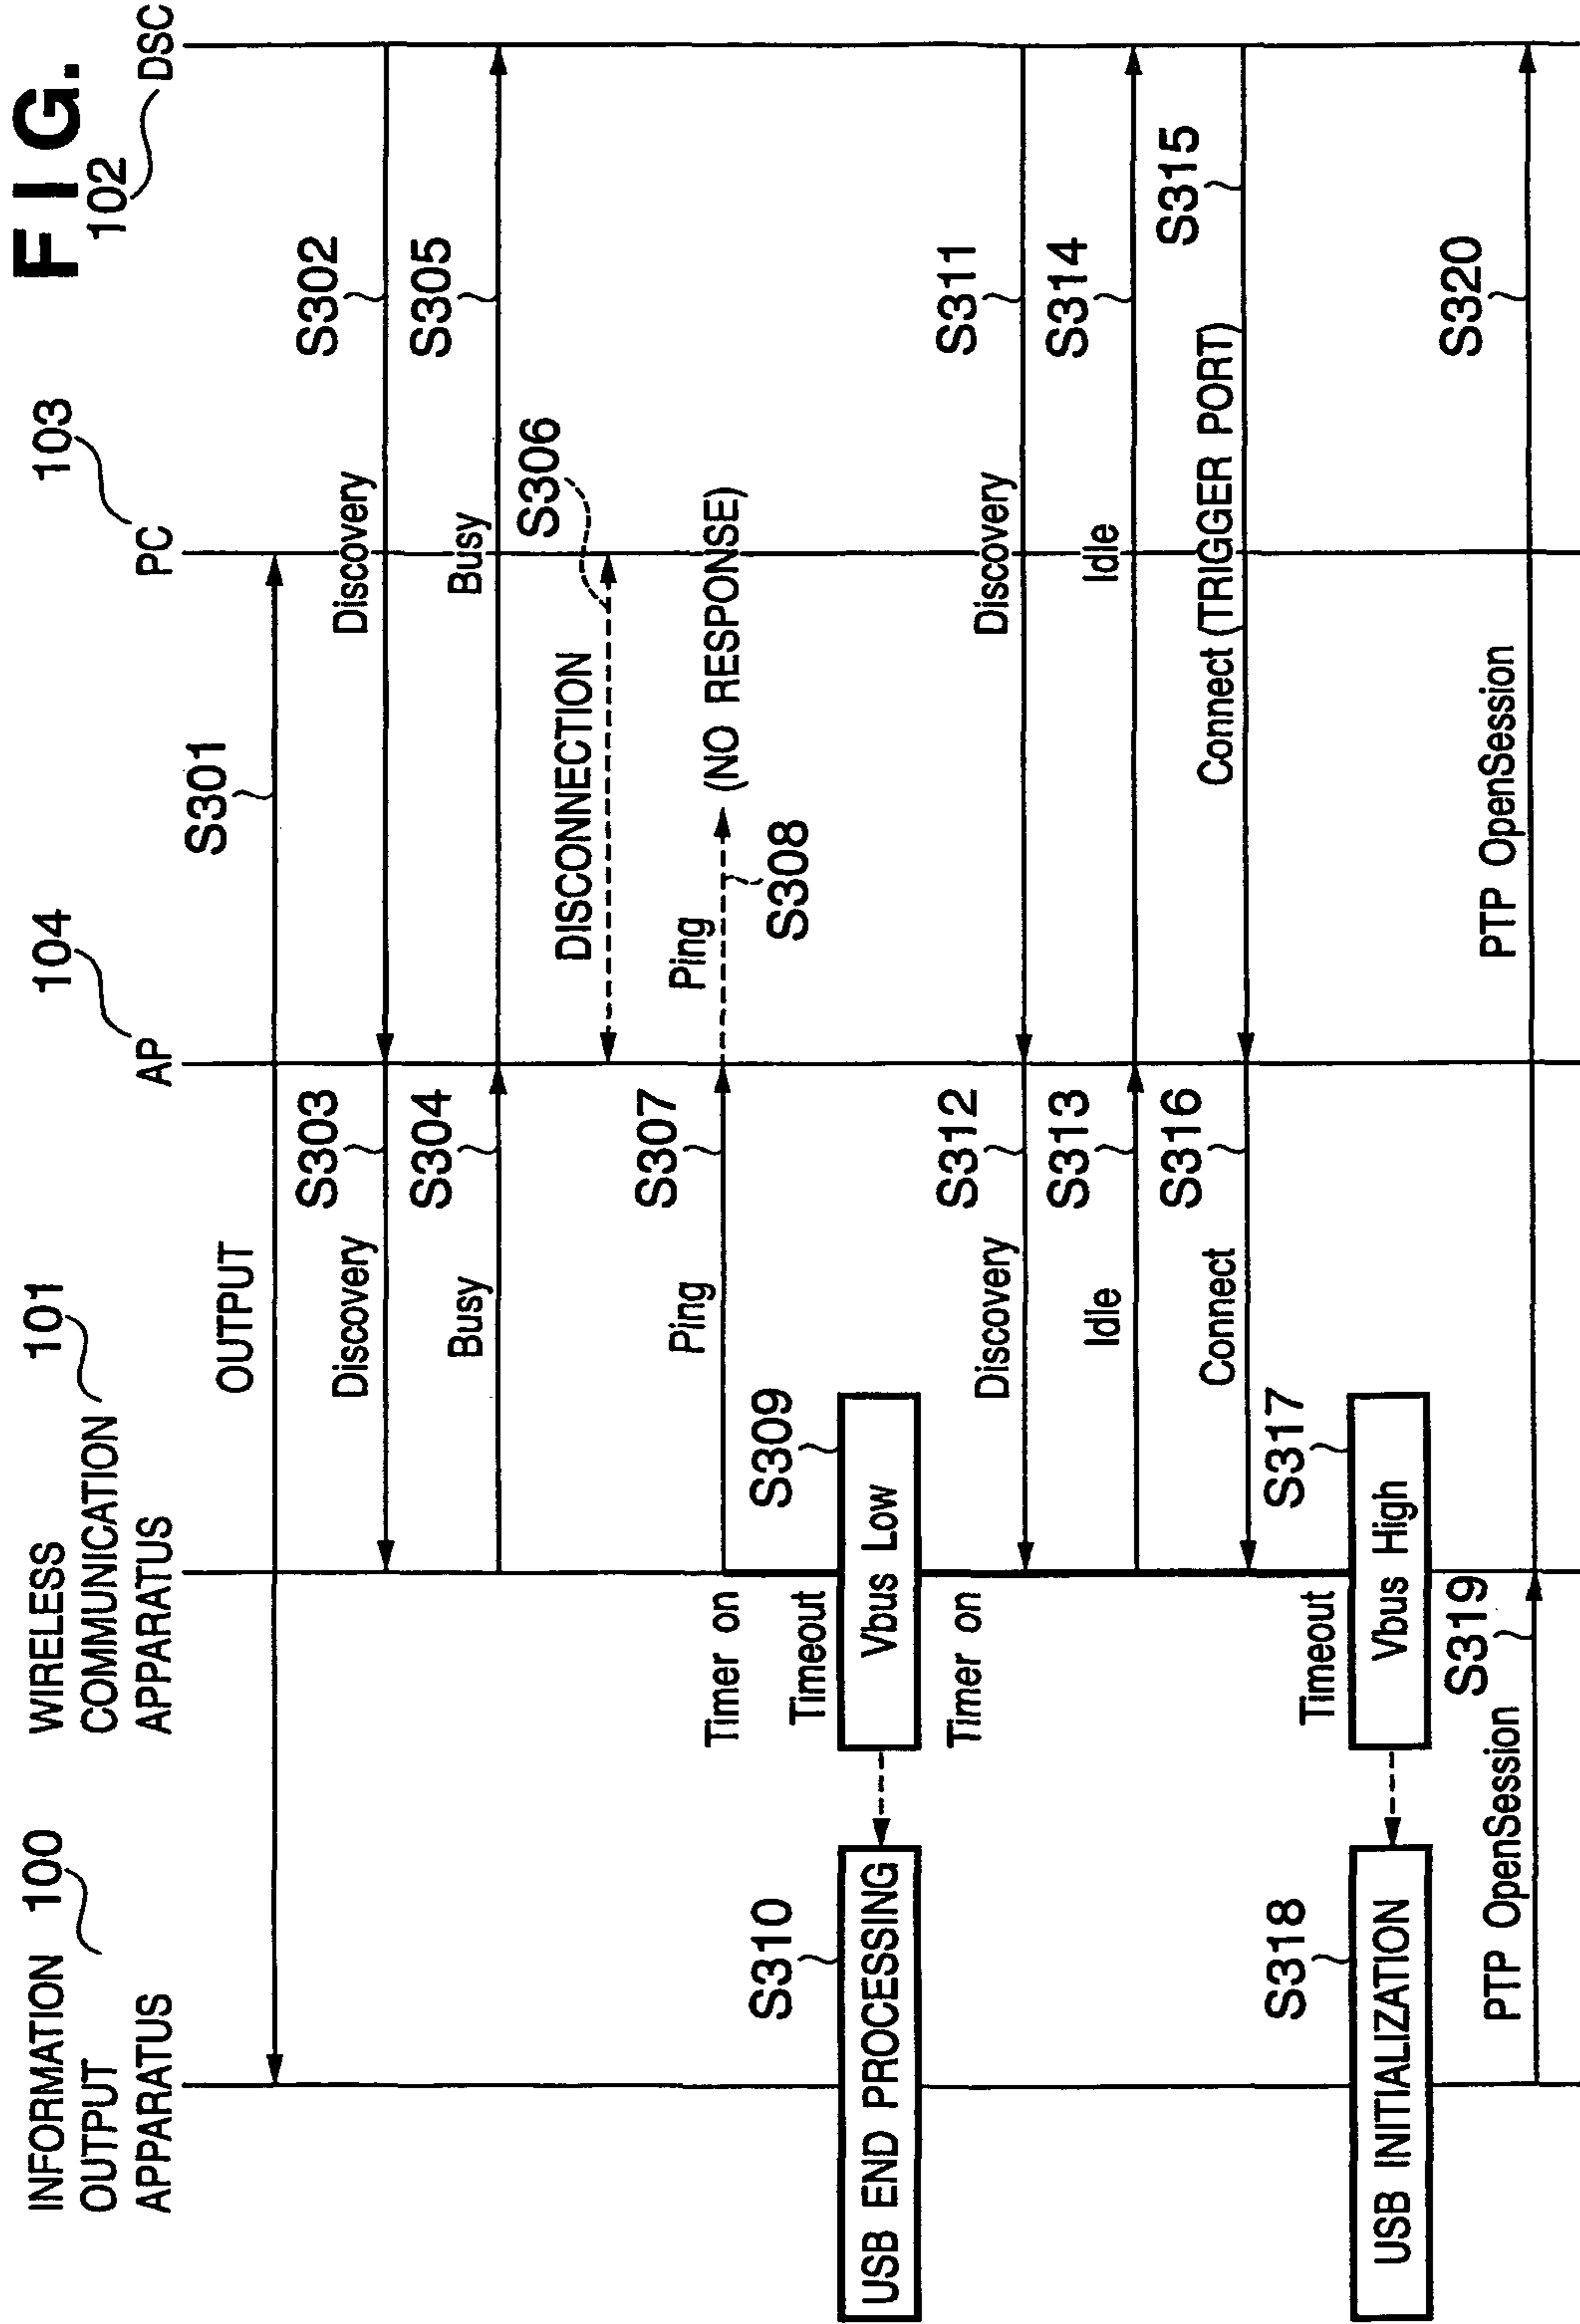 FIG.
INFORMATION 100
OUTPUT
APPARATUS
WIRELESS
COMMUNICATION 101
APPARATUS
104
AP
103
PC
102
DSC
OUTPUT
S301
Discovery
S303
Discovery
S302
Busy
S304
Busy
S305
DISCONNECTION
S306
Timer on
Ping
S307
Ping
(NO RESPONSE)
S308
Timeout
S309
Vbus Low
S310
USB END PROCESSING
Timer on
Discovery
S312
Discovery
S311
Idle
S313
Idle
S314
Connect
S316
Connect (TRIGGER PORT)
S315
Timeout
S317
Vbus High
S318
USB INITIALIZATION
PTP OpenSession
S319
PTP OpenSession
S320